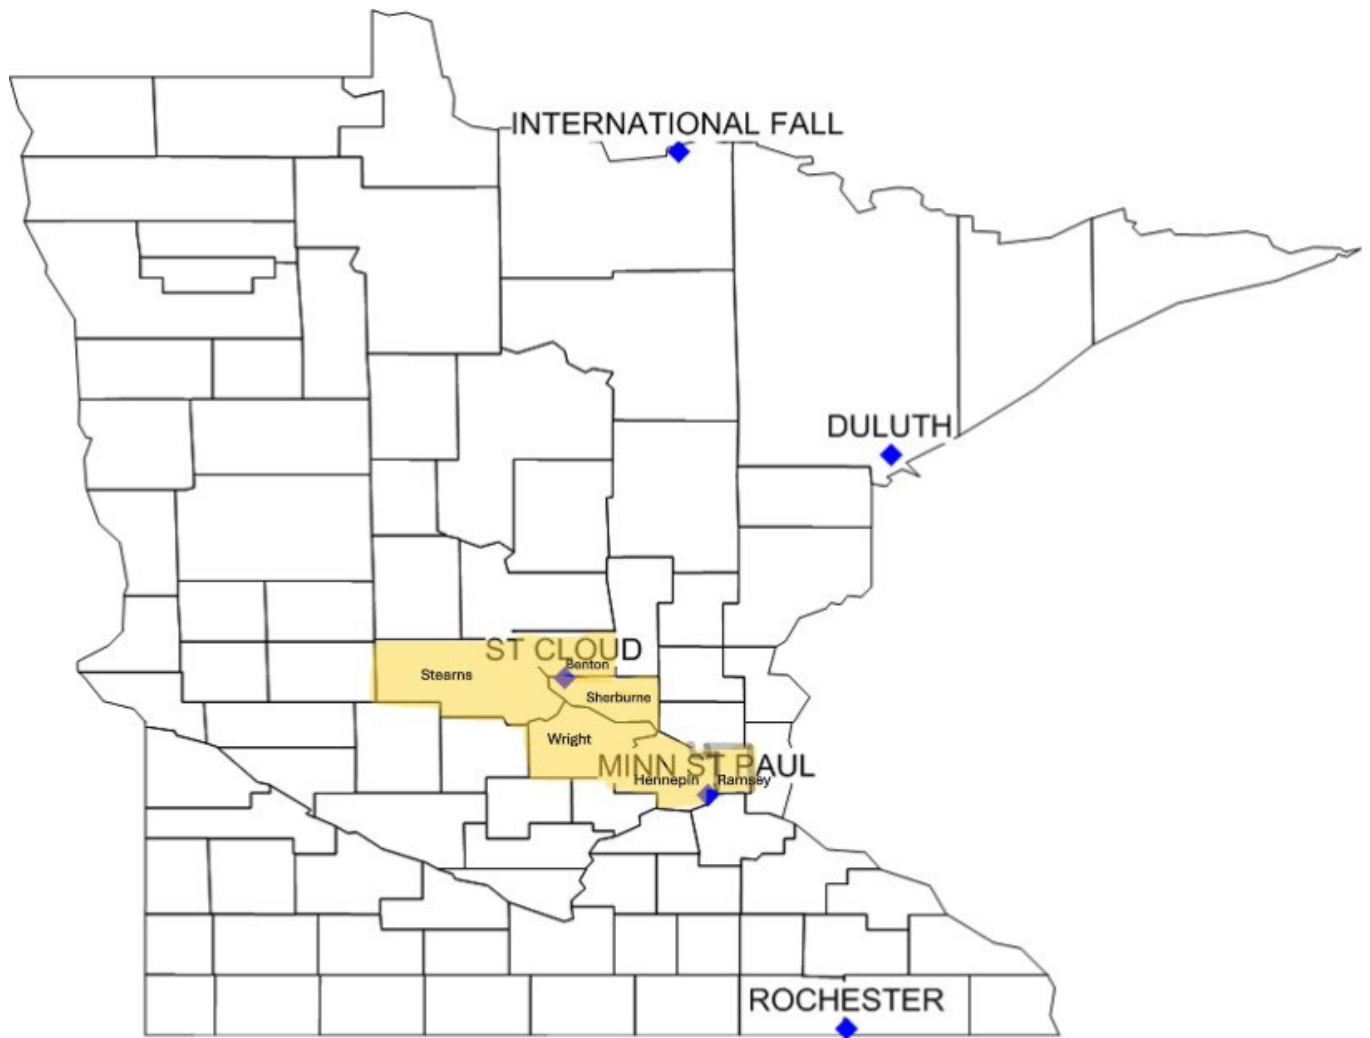 INTERNATIONAL FALL
DULUTH
ST CLOUD
Benton
Stearns
Sherburne
Wright
MINN ST PAUL
Hennepin
Ramsey
ROCHESTER